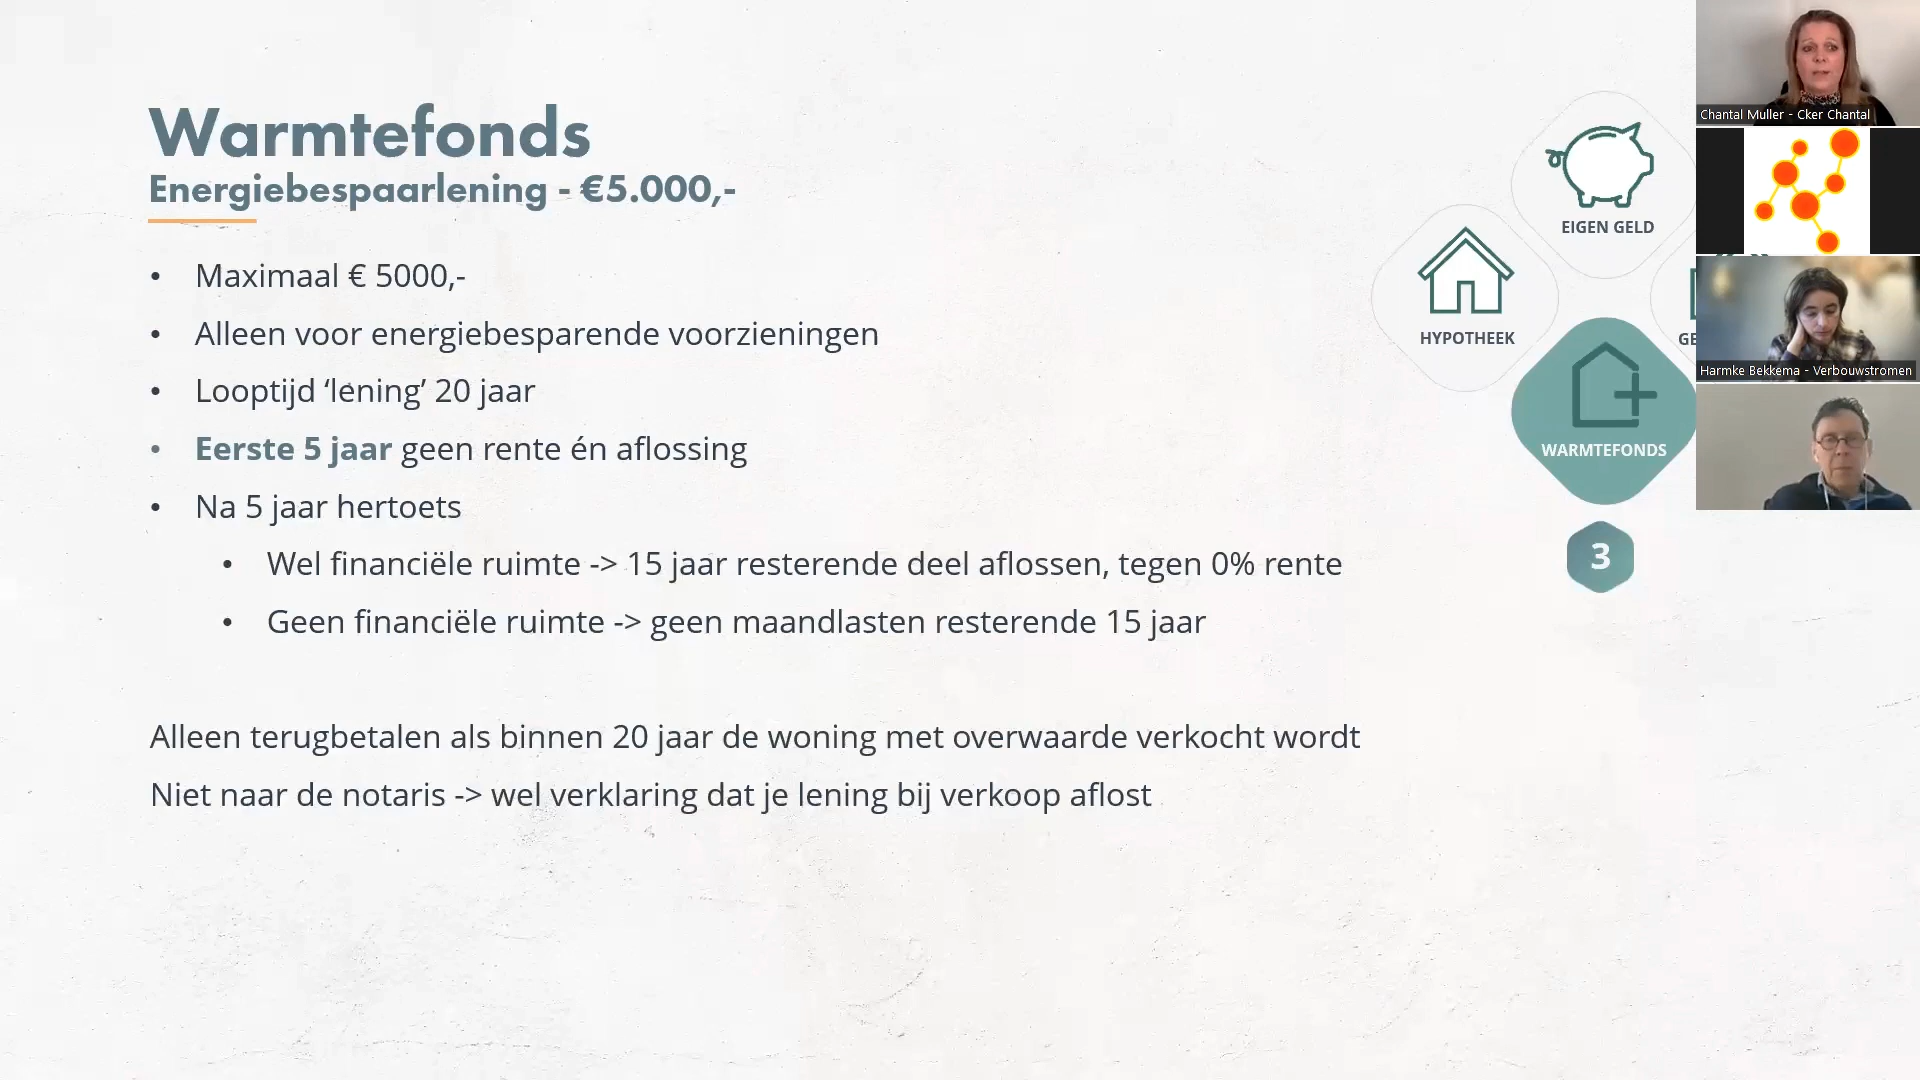 Warmtefonds
Energiebespaarlening - €5.000,-
• Maximaal € 5000,-
• Alleen voor energiebesparende voorzieningen
• Looptijd ‘lening’ 20 jaar
• Eerste 5 jaar geen rente én aflossing
• Na 5 jaar hertoets
• Wel financiële ruimte -> 15 jaar resterende deel aflossen, tegen 0% rente
• Geen financiële ruimte -> geen maandlasten resterende 15 jaar
Alleen terugbetalen als binnen 20 jaar de woning met overwaarde verkocht wordt
Niet naar de notaris -> wel verklaring dat je lening bij verkoop aflost
EIGEN GELD
HYPOTHEEK
GE
WARMTEFONDS
3
Chantal Muller - Cker Chantal
Harmke Bekkema - Verbouwstromen